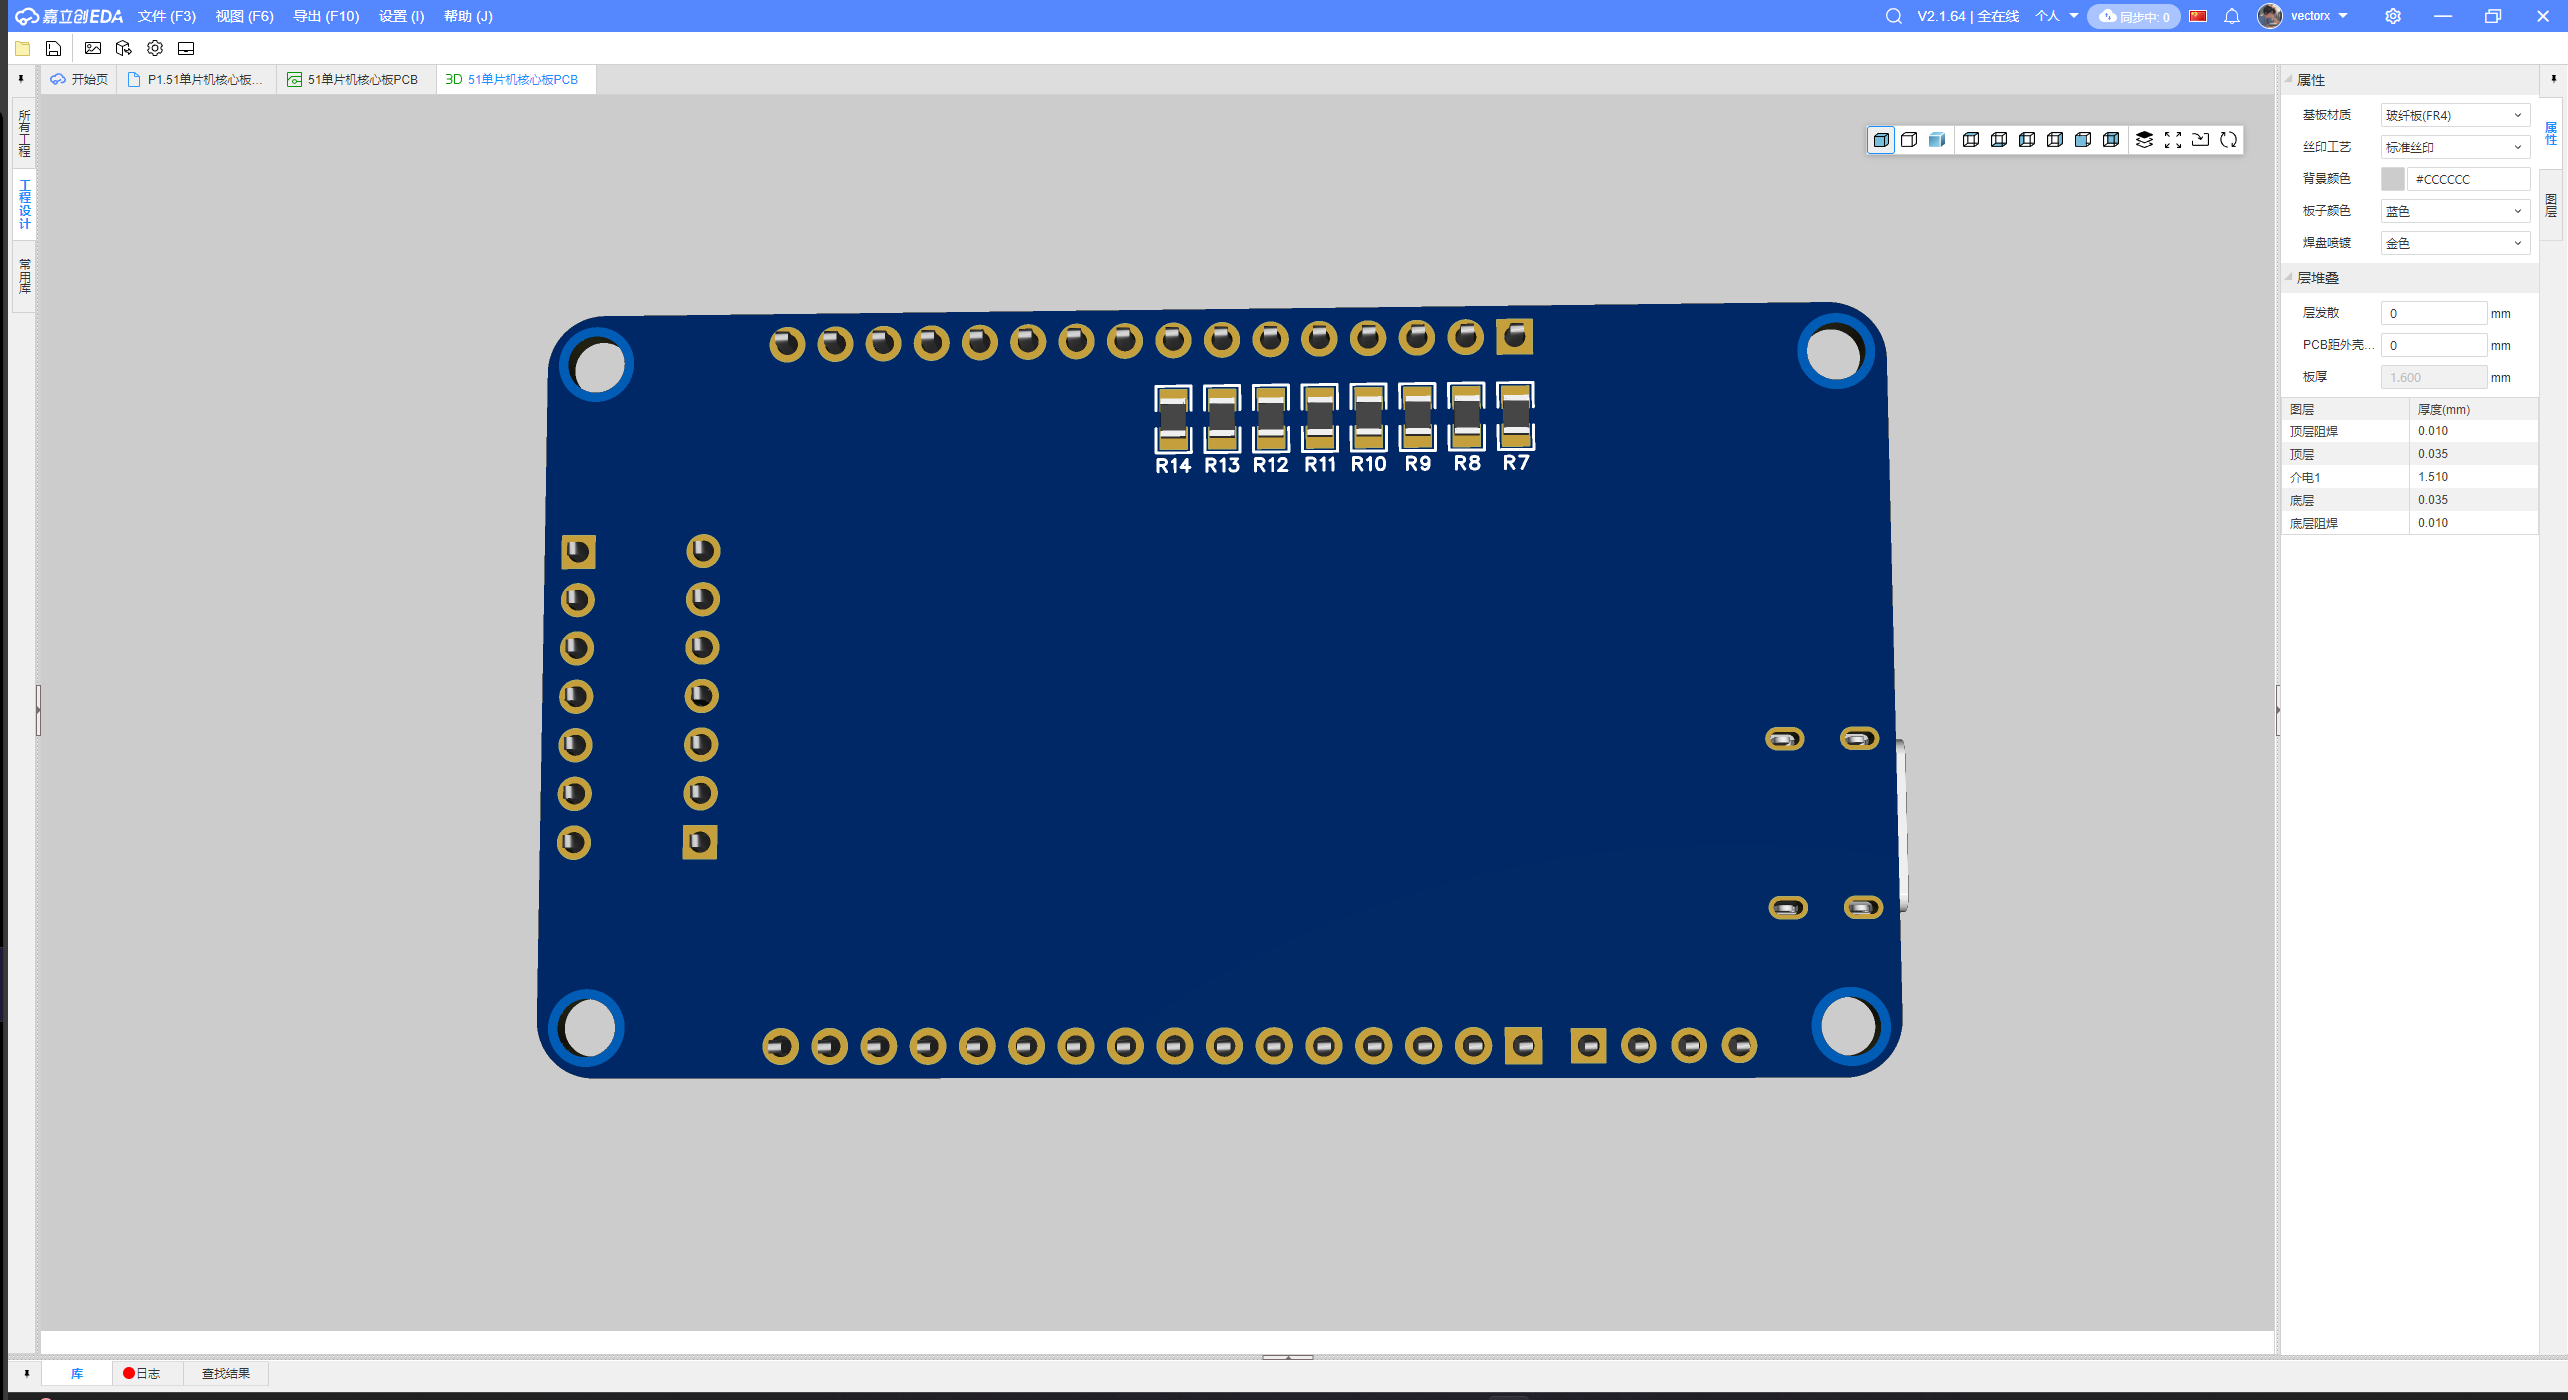 嘉立创EDA 文件 (F3) 视图 (F6) 导出 (F10) 设置 (I) 帮助 (J) V2.1.64 | 全在线 个人 同步中: 0 vectorx
开始页 P1.51单片机核心板... 51单片机核心板PCB 3D 51单片机核心板PCB
所有工程
工程设计
常用库
R14 R13 R12 R11 R10 R9 R8 R7
属性
基板材质 玻纤板(FR4)
丝印工艺 标准丝印
背景颜色 #CCCCCC
板子颜色 蓝色
焊盘喷镀 金色
层堆叠
层发散 0 mm
PCB距外壳... 0 mm
板厚 1.600 mm
图层 厚度(mm)
顶层阻焊 0.010
顶层 0.035
介电1 1.510
底层 0.035
底层阻焊 0.010
属性
图层
库 日志 查找结果